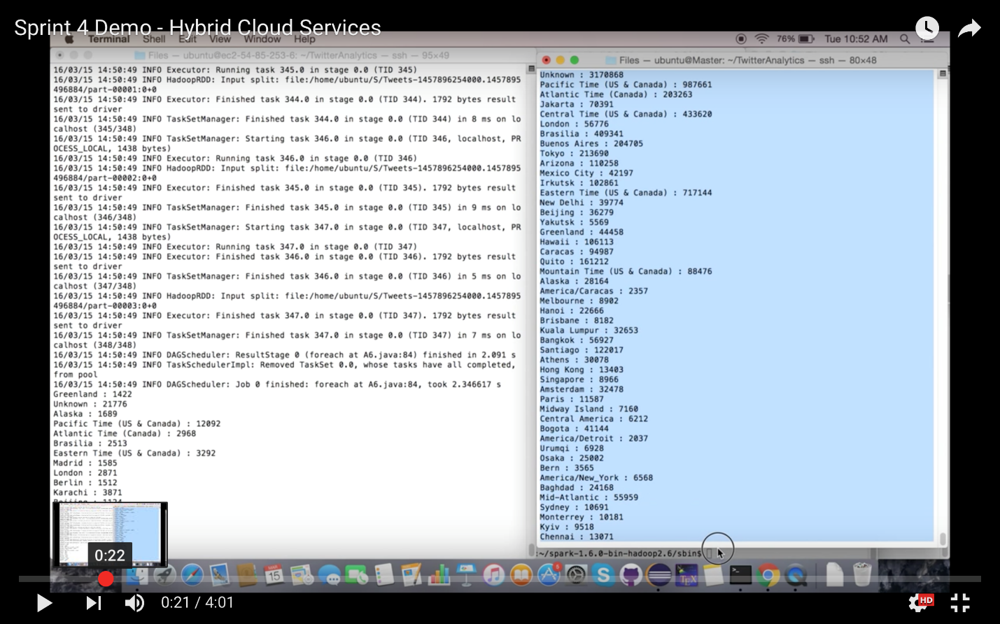 Sprint 4 Demo - Hybrid Cloud Services
Terminal Shell Edit View Window Help
76% Tue 10:52 AM
Files — ubuntu@ec2-54-85-253-6: ~/TwitterAnalytics — ssh — 95×49
16/03/15 14:50:49 INFO Executor: Running task 345.0 in stage 0.0 (TID 345)
16/03/15 14:50:49 INFO HadoopRDD: Input split: file:/home/ubuntu/S/Tweets-1457896254000.1457895
496884/part-00001:0+0
16/03/15 14:50:49 INFO Executor: Finished task 344.0 in stage 0.0 (TID 344). 1792 bytes result
sent to driver
16/03/15 14:50:49 INFO TaskSetManager: Finished task 344.0 in stage 0.0 (TID 344) in 8 ms on lo
calhost (345/348)
16/03/15 14:50:49 INFO TaskSetManager: Starting task 346.0 in stage 0.0 (TID 346, localhost, PR
OCESS_LOCAL, 1438 bytes)
16/03/15 14:50:49 INFO Executor: Running task 346.0 in stage 0.0 (TID 346)
16/03/15 14:50:49 INFO HadoopRDD: Input split: file:/home/ubuntu/S/Tweets-1457896254000.1457895
496884/part-00002:0+0
16/03/15 14:50:49 INFO Executor: Finished task 345.0 in stage 0.0 (TID 345). 1792 bytes result
sent to driver
16/03/15 14:50:49 INFO TaskSetManager: Finished task 345.0 in stage 0.0 (TID 345) in 9 ms on lo
calhost (346/348)
16/03/15 14:50:49 INFO TaskSetManager: Starting task 347.0 in stage 0.0 (TID 347, localhost, PR
OCESS_LOCAL, 1438 bytes)
16/03/15 14:50:49 INFO Executor: Running task 347.0 in stage 0.0 (TID 347)
16/03/15 14:50:49 INFO Executor: Finished task 346.0 in stage 0.0 (TID 346). 1792 bytes result
sent to driver
16/03/15 14:50:49 INFO TaskSetManager: Finished task 346.0 in stage 0.0 (TID 346) in 5 ms on lo
calhost (347/348)
16/03/15 14:50:49 INFO HadoopRDD: Input split: file:/home/ubuntu/S/Tweets-1457896254000.1457895
496884/part-00003:0+0
16/03/15 14:50:49 INFO Executor: Finished task 347.0 in stage 0.0 (TID 347). 1792 bytes result
sent to driver
16/03/15 14:50:49 INFO TaskSetManager: Finished task 347.0 in stage 0.0 (TID 347) in 7 ms on lo
calhost (348/348)
16/03/15 14:50:49 INFO DAGScheduler: ResultStage 0 (foreach at A6.java:84) finished in 2.091 s
16/03/15 14:50:49 INFO TaskSchedulerImpl: Removed TaskSet 0.0, whose tasks have all completed,
from pool
16/03/15 14:50:49 INFO DAGScheduler: Job 0 finished: foreach at A6.java:84, took 2.346617 s
Greenland : 1422
Unknown : 21776
Alaska : 1689
Pacific Time (US & Canada) : 12092
Atlantic Time (Canada) : 2968
Brasilia : 2513
Eastern Time (US & Canada) : 3292
Madrid : 1585
London : 2871
Berlin : 1512
Karachi : 3871
Files — ubuntu@Master: ~/TwitterAnalytics — ssh — 80×48
Unknown : 3170868
Pacific Time (US & Canada) : 987661
Atlantic Time (Canada) : 203263
Jakarta : 70391
Central Time (US & Canada) : 433620
London : 56776
Brasilia : 409341
Buenos Aires : 204705
Tokyo : 213690
Arizona : 110258
Mexico City : 42197
Irkutsk : 102861
Eastern Time (US & Canada) : 717144
New Delhi : 39774
Beijing : 36279
Yakutsk : 5569
Greenland : 44458
Hawaii : 106113
Caracas : 94987
Quito : 161212
Mountain Time (US & Canada) : 88476
Alaska : 28164
America/Caracas : 2357
Melbourne : 8902
Hanoi : 22666
Brisbane : 8182
Kuala Lumpur : 32653
Bangkok : 56927
Santiago : 122017
Athens : 30078
Hong Kong : 13403
Singapore : 8966
Amsterdam : 32478
Paris : 11587
Midway Island : 7160
Central America : 6212
Bogota : 41144
America/Detroit : 2037
Urumqi : 6928
Osaka : 25002
Bern : 3565
America/New_York : 6568
Baghdad : 24168
Mid-Atlantic : 55959
Sydney : 10691
Monterrey : 10181
Kyiv : 9518
Chennai : 13071
:~/spark-1.6.0-bin-hadoop2.6/sbin$
0:22
15
TEX
0:21 / 4:01
HD